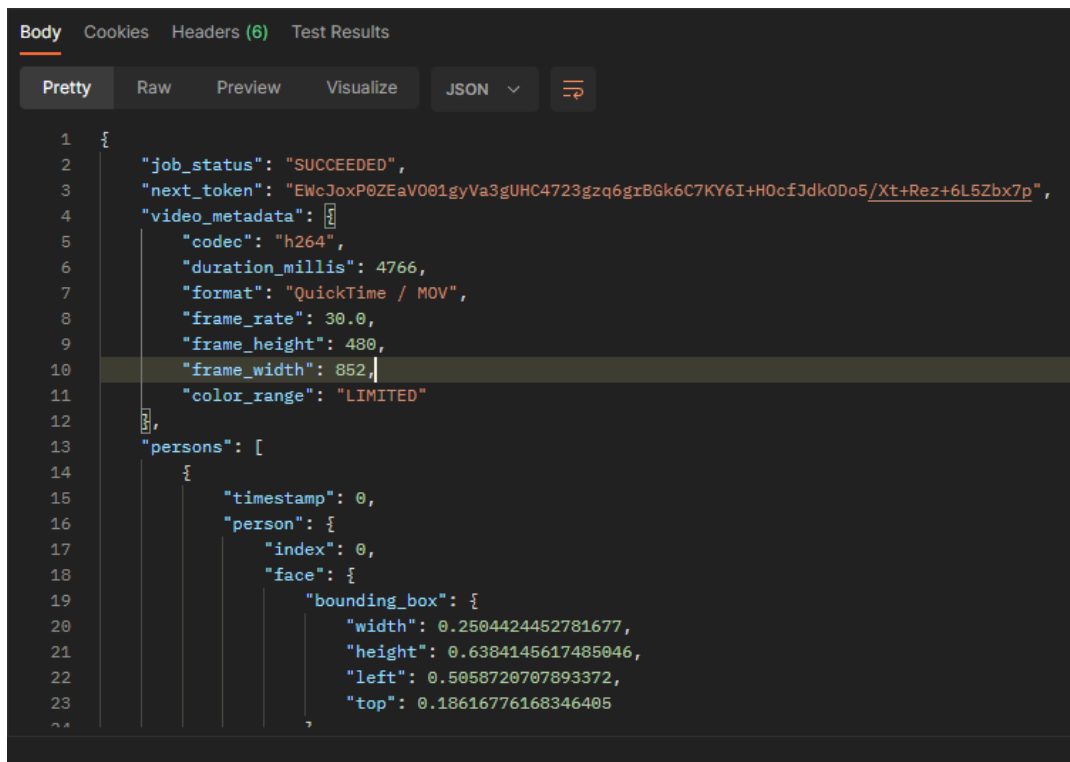 Body Cookies Headers (6) Test Results
Pretty Raw Preview Visualize JSON
1 {
2 "job_status": "SUCCEEDED",
3 "next_token": "EWcJoxP0ZEaVO01gyVa3gUHC4723gzq6grBGk6C7KY6I+HOcfJdkODo5/Xt+Rez+6L5Zbx7p",
4 "video_metadata": {
5 "codec": "h264",
6 "duration_millis": 4766,
7 "format": "QuickTime / MOV",
8 "frame_rate": 30.0,
9 "frame_height": 480,
10 "frame_width": 852,
11 "color_range": "LIMITED"
12 },
13 "persons": [
14 {
15 "timestamp": 0,
16 "person": {
17 "index": 0,
18 "face": {
19 "bounding_box": {
20 "width": 0.2504424452781677,
21 "height": 0.6384145617485046,
22 "left": 0.5058720707893372,
23 "top": 0.18616776168346405
24 }